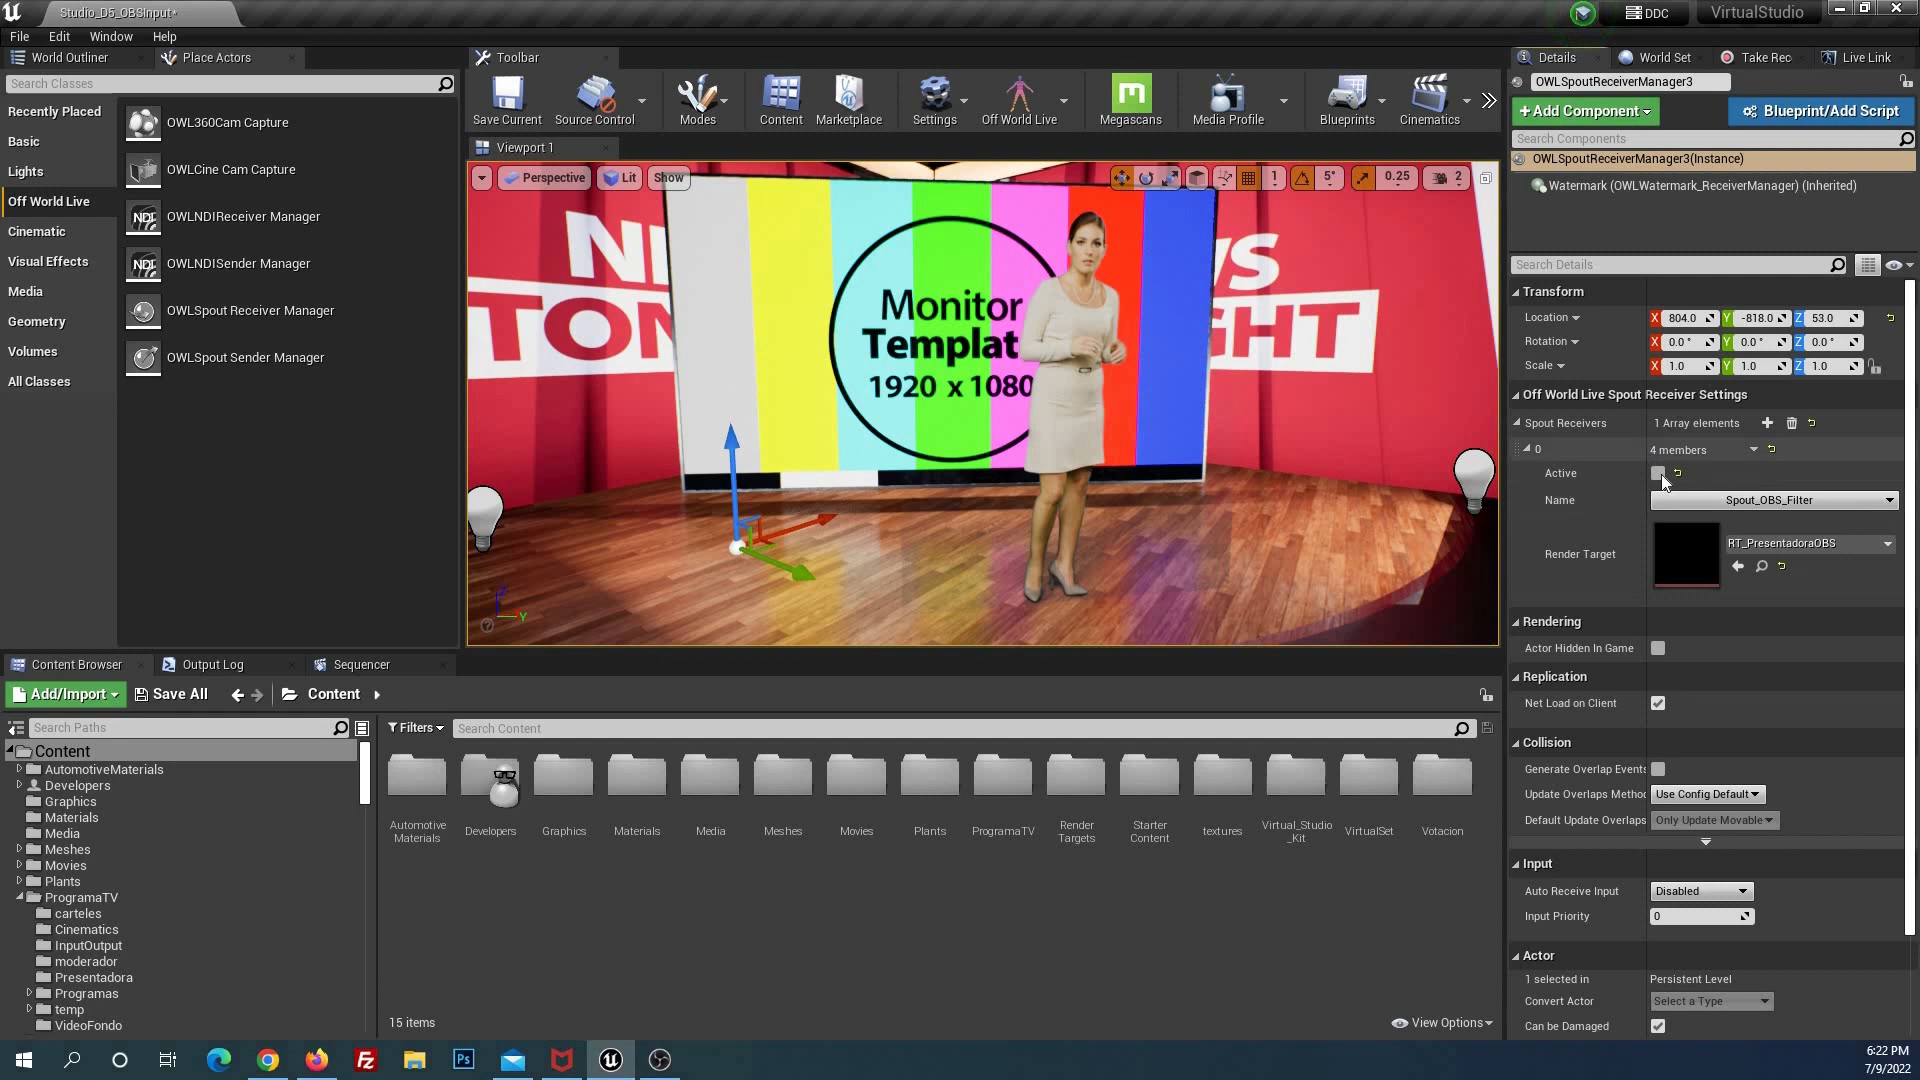 Studio_D5_OBSInput*
DDC
VirtualStudio
File
Edit
Window
Help
World Outliner
Place Actors
Toolbar
Details
World Set
Take Rec
Live Link
Search Classes
Recently Placed
Basic
Lights
Off World Live
Cinematic
Visual Effects
Media
Geometry
Volumes
All Classes
OWL360Cam Capture
OWLCine Cam Capture
NDI
OWLNDIReceiver Manager
NDI
OWLNDISender Manager
OWLSpout Receiver Manager
OWLSpout Sender Manager
Save Current
Source Control
Modes
Content
Marketplace
Settings
Off World Live
Megascans
Media Profile
Blueprints
Cinematics
Viewport 1
Perspective
Lit
Show
1
5°
0.25
2
Monitor
Templat
1920 x 1080
Y
OWLSpoutReceiverManager3
+Add Component
Blueprint/Add Script
Search Components
OWLSpoutReceiverManager3(Instance)
Watermark (OWLWatermark_ReceiverManager) (Inherited)
Search Details
Transform
Location X 804.0 Y -818.0 Z 53.0
Rotation X 0.0 ° Y 0.0 ° Z 0.0 °
Scale X 1.0 Y 1.0 Z 1.0
Off World Live Spout Receiver Settings
Spout Receivers 1 Array elements
0 4 members
Active
Name Spout_OBS_Filter
Render Target RT_PresentadoraOBS
Rendering
Actor Hidden In Game
Replication
Net Load on Client
Collision
Generate Overlap Events
Update Overlaps Method Use Config Default
Default Update Overlaps Only Update Movable
Input
Auto Receive Input Disabled
Input Priority 0
Actor
1 selected in Persistent Level
Convert Actor Select a Type
Can be Damaged
Content Browser
Output Log
Sequencer
Add/Import
Save All
Content
Search Paths
Filters
Search Content
Content
AutomotiveMaterials
Developers
Graphics
Materials
Media
Meshes
Movies
Plants
ProgramaTV
carteles
Cinematics
InputOutput
moderador
Presentadora
Programas
temp
VideoFondo
Automotive
Materials
Developers
Graphics
Materials
Media
Meshes
Movies
Plants
ProgramaTV
Render
Targets
Starter
Content
textures
Virtual_Studio
_Kit
VirtualSet
Votacion
15 items
View Options
Fz
Ps
6:22 PM
7/9/2022